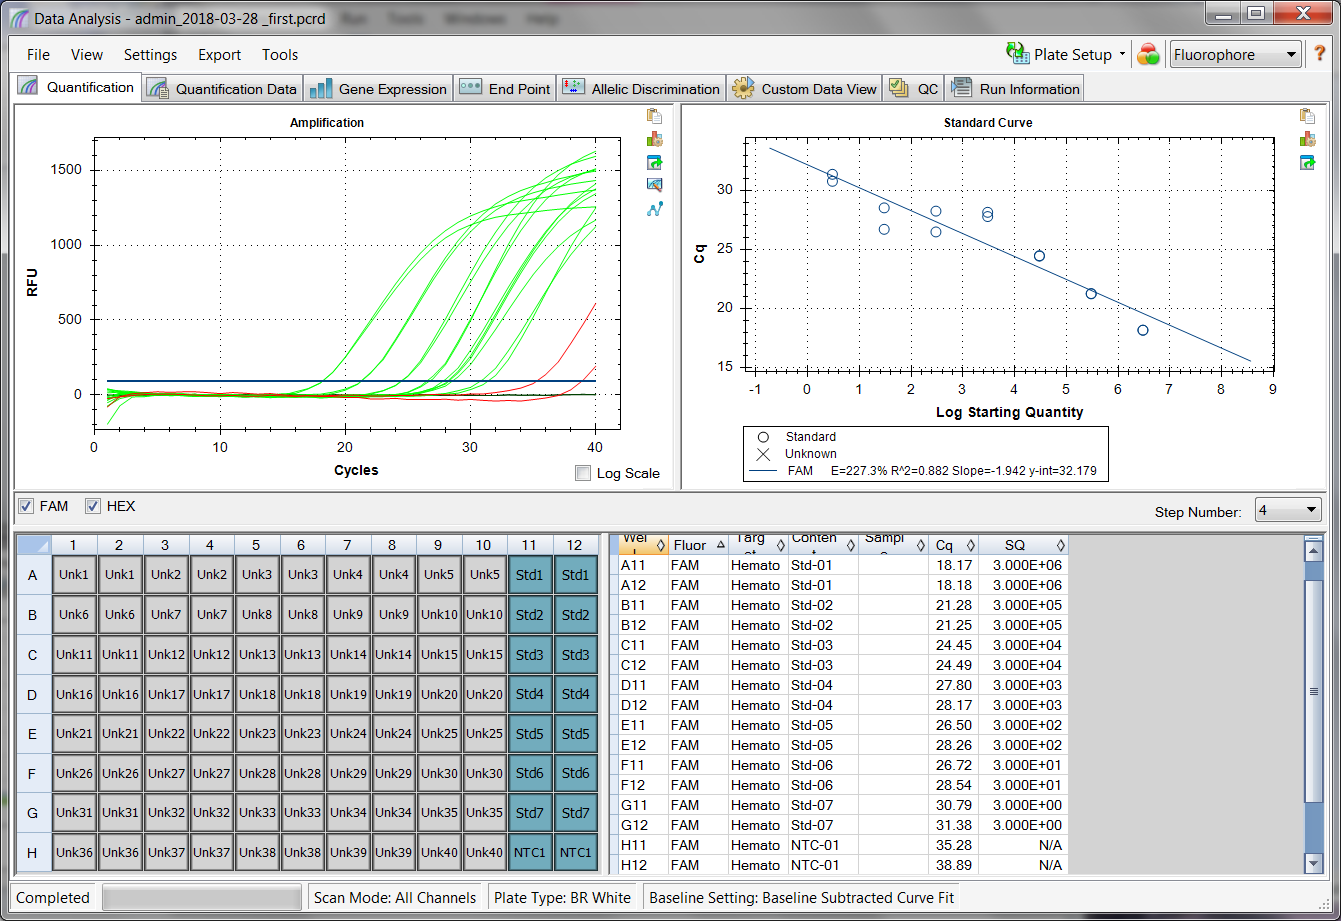 Data Analysis - admin_2018-03-28 _first.pcrd
File View Settings Export Tools
Plate Setup Fluorophore ?
Quantification Quantification Data Gene Expression End Point Allelic Discrimination Custom Data View QC Run Information
Amplification
RFU
1500
1000
500
0
0 10 20 30 40
Cycles
Log Scale
Standard Curve
Cq
30
25
20
15
-1 0 1 2 3 4 5 6 7 8 9
Log Starting Quantity
Standard
Unknown
FAM E=227.3% R^2=0.882 Slope=-1.942 y-int=32.179
FAM HEX
Step Number: 4
1 2 3 4 5 6 7 8 9 10 11 12
A Unk1 Unk1 Unk2 Unk2 Unk3 Unk3 Unk4 Unk4 Unk5 Unk5 Std1 Std1
B Unk6 Unk6 Unk7 Unk7 Unk8 Unk8 Unk9 Unk9 Unk10 Unk10 Std2 Std2
C Unk11 Unk11 Unk12 Unk12 Unk13 Unk13 Unk14 Unk14 Unk15 Unk15 Std3 Std3
D Unk16 Unk16 Unk17 Unk17 Unk18 Unk18 Unk19 Unk19 Unk20 Unk20 Std4 Std4
E Unk21 Unk21 Unk22 Unk22 Unk23 Unk23 Unk24 Unk24 Unk25 Unk25 Std5 Std5
F Unk26 Unk26 Unk27 Unk27 Unk28 Unk28 Unk29 Unk29 Unk30 Unk30 Std6 Std6
G Unk31 Unk31 Unk32 Unk32 Unk33 Unk33 Unk34 Unk34 Unk35 Unk35 Std7 Std7
H Unk36 Unk36 Unk37 Unk37 Unk38 Unk38 Unk39 Unk39 Unk40 Unk40 NTC1 NTC1
Fluor Cq SQ
A11 FAM Hemato Std-01 18.17 3.000E+06
A12 FAM Hemato Std-01 18.18 3.000E+06
B11 FAM Hemato Std-02 21.28 3.000E+05
B12 FAM Hemato Std-02 21.25 3.000E+05
C11 FAM Hemato Std-03 24.45 3.000E+04
C12 FAM Hemato Std-03 24.49 3.000E+04
D11 FAM Hemato Std-04 27.80 3.000E+03
D12 FAM Hemato Std-04 28.17 3.000E+03
E11 FAM Hemato Std-05 26.50 3.000E+02
E12 FAM Hemato Std-05 28.26 3.000E+02
F11 FAM Hemato Std-06 26.72 3.000E+01
F12 FAM Hemato Std-06 28.54 3.000E+01
G11 FAM Hemato Std-07 30.79 3.000E+00
G12 FAM Hemato Std-07 31.38 3.000E+00
H11 FAM Hemato NTC-01 35.28 N/A
H12 FAM Hemato NTC-01 38.89 N/A
Completed Scan Mode: All Channels Plate Type: BR White Baseline Setting: Baseline Subtracted Curve Fit